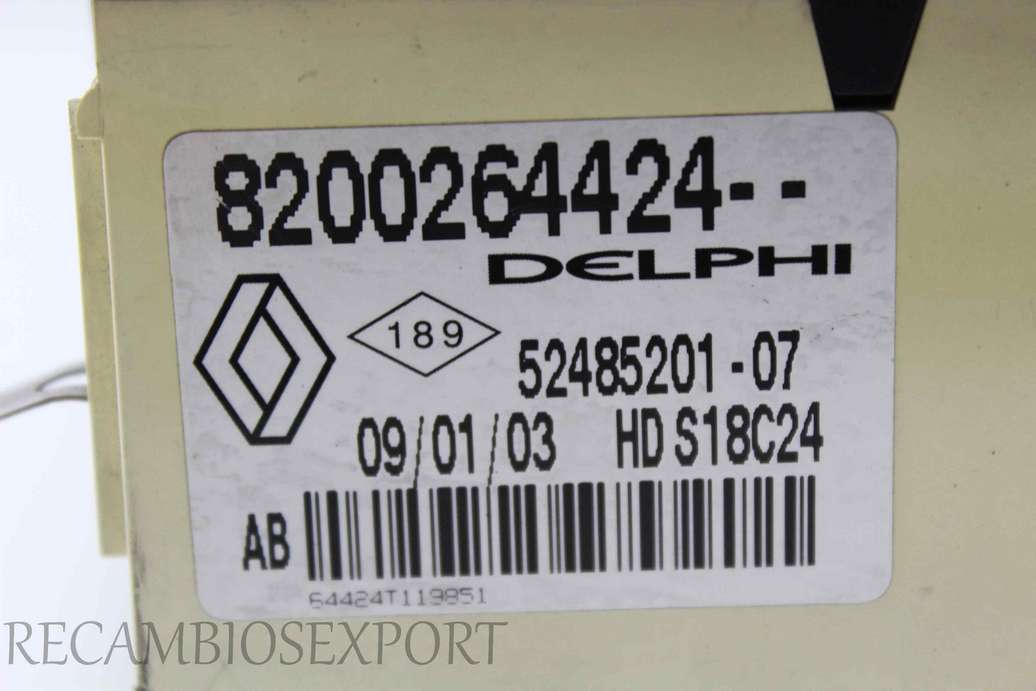 8200264424--
DELPHI
189
52485201-07
09/01/03 HD S18C24
AB
64424T119851
RECAMBIOSEXPORT